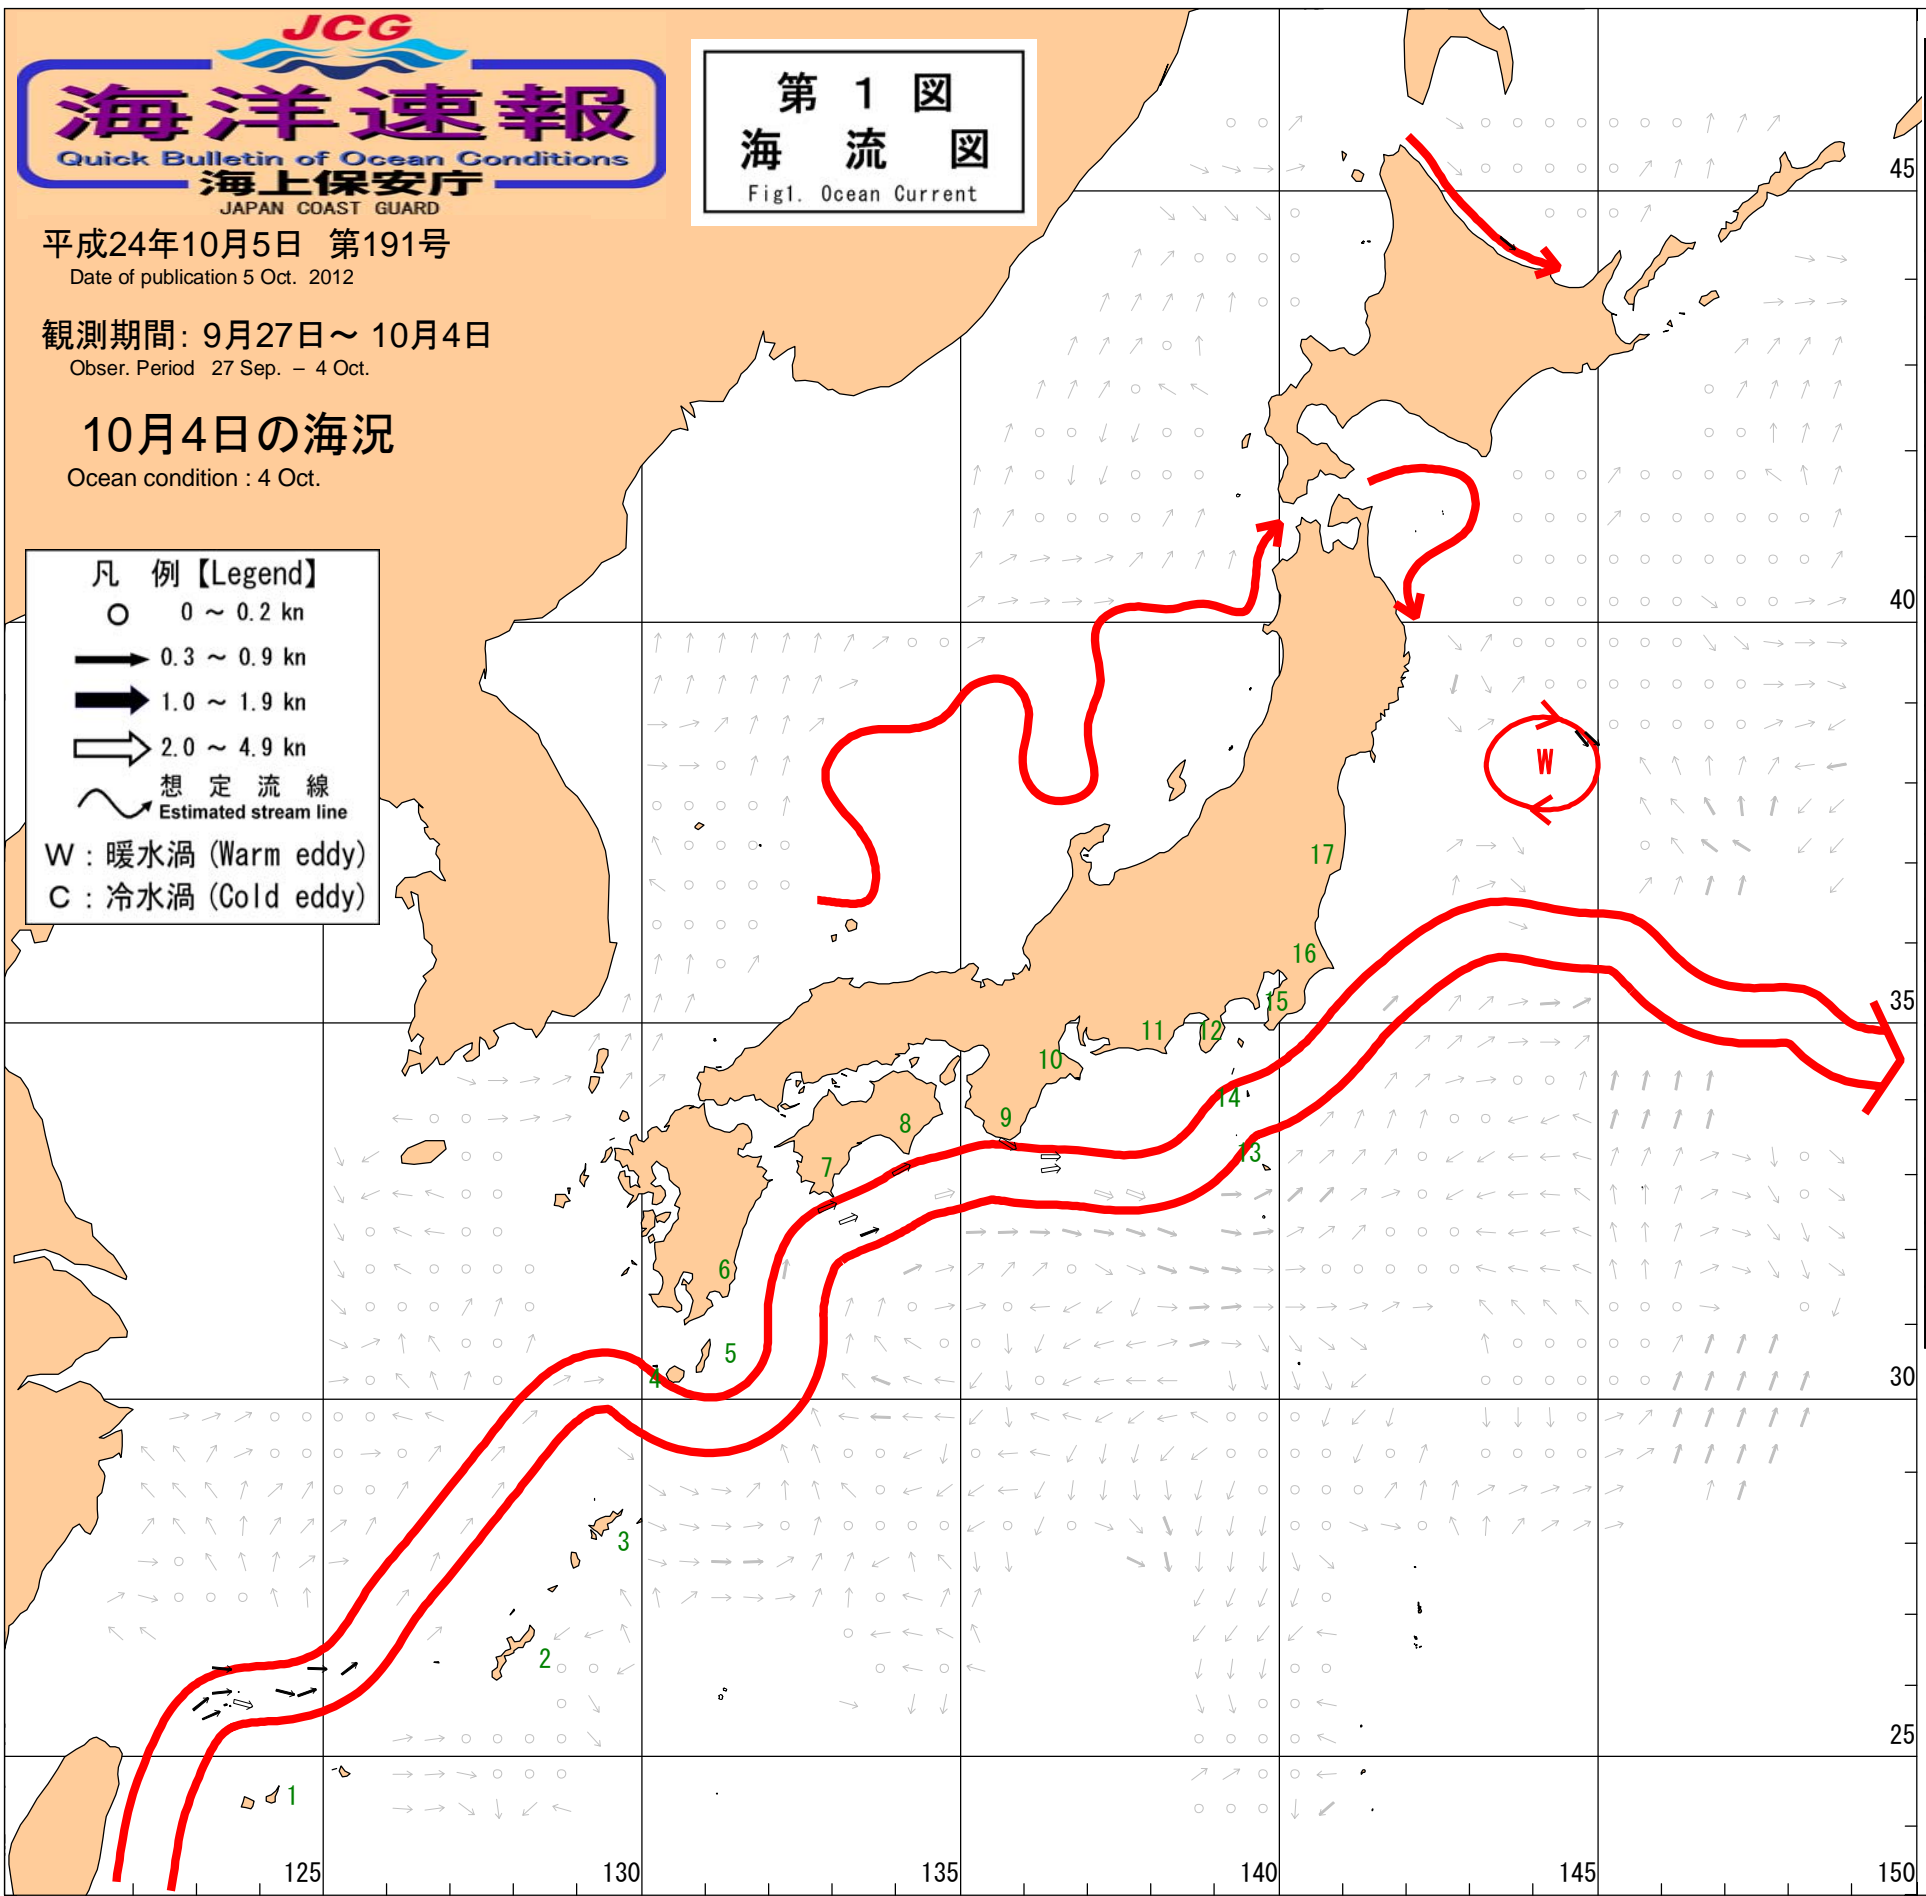 JCG
海洋速報
Quick Bulletin of Ocean Conditions
海上保安庁
JAPAN COAST GUARD
第 1 図
海 流 図
Fig1. Ocean Current
平成24年10月5日 第191号
Date of publication 5 Oct. 2012
観測期間: 9月27日～ 10月4日
Obser. Period 27 Sep. – 4 Oct.
10月4日の海況
Ocean condition : 4 Oct.
凡 例【Legend】
0 ～ 0.2 kn
0.3 ～ 0.9 kn
1.0 ～ 1.9 kn
2.0 ～ 4.9 kn
想 定 流 線
Estimated stream line
W : 暖水渦 (Warm eddy)
C : 冷水渦 (Cold eddy)
45
40
W
17
16
35
15
12
11
10
14
9
8
13
7
6
5
4
30
3
2
25
1
125
130
135
140
145
150